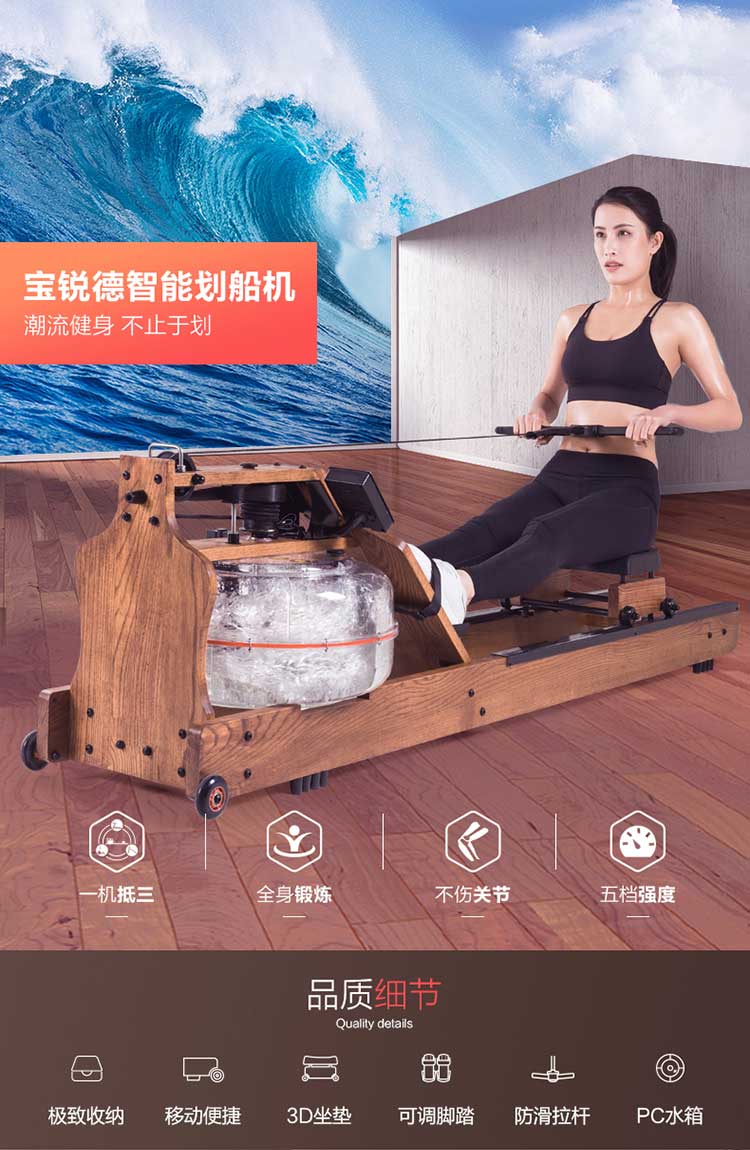 宝锐德智能划船机
潮流健身 不止于划
一机抵三
全身锻炼
不伤关节
五档强度
品质细节
Quality details
极致收纳
移动便捷
3D坐垫
可调脚踏
防滑拉杆
PC水箱